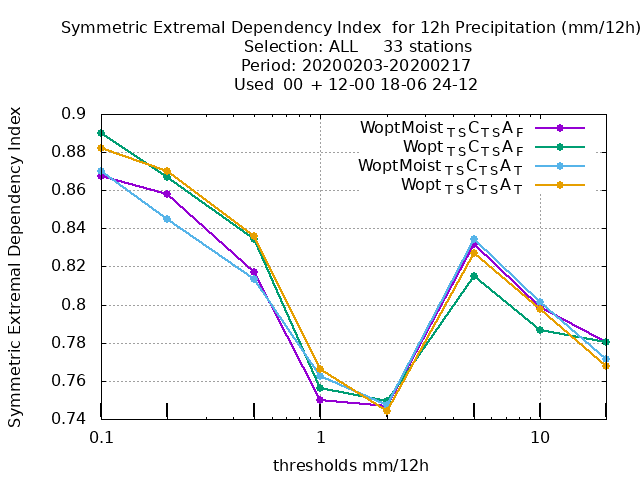 Symmetric Extremal Dependency Index  for 12h Precipitation (mm/12h)
Selection: ALL     33 stations
Period: 20200203-20200217
Used  00  + 12-00 18-06 24-12
Symmetric Extremal Dependency Index
0.9
0.88
0.86
0.84
0.82
0.8
0.78
0.76
0.74
WoptMoist TS C TS A F
Wopt TS C TS A F
WoptMoist TS C TS A T
Wopt TS C TS A T
0.1
1
10
thresholds mm/12h